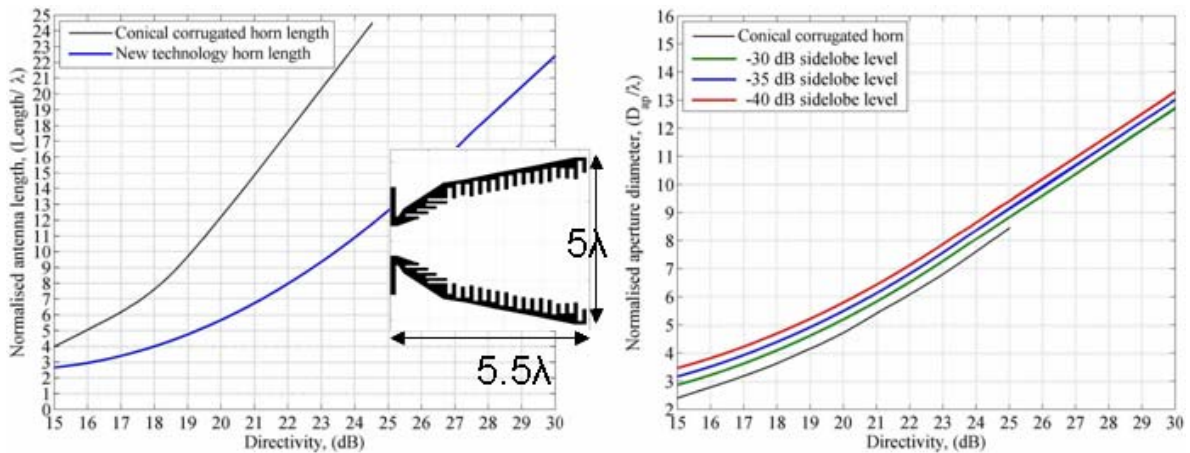 Normalised antenna length, (Length/ λ)
25
24
23
22
21
20
19
18
17
16
15
14
13
12
11
10
9
8
7
6
5
4
3
2
1
0
Conical corrugated horn length
New technology horn length
5λ
5.5λ
15 16 17 18 19 20 21 22 23 24 25 26 27 28 29 30
Directivity, (dB)
Normalised aperture diameter, (D_ap/λ)
16
15
14
13
12
11
10
9
8
7
6
5
4
3
2
Conical corrugated horn
-30 dB sidelobe level
-35 dB sidelobe level
-40 dB sidelobe level
15 16 17 18 19 20 21 22 23 24 25 26 27 28 29 30
Directivity, (dB)